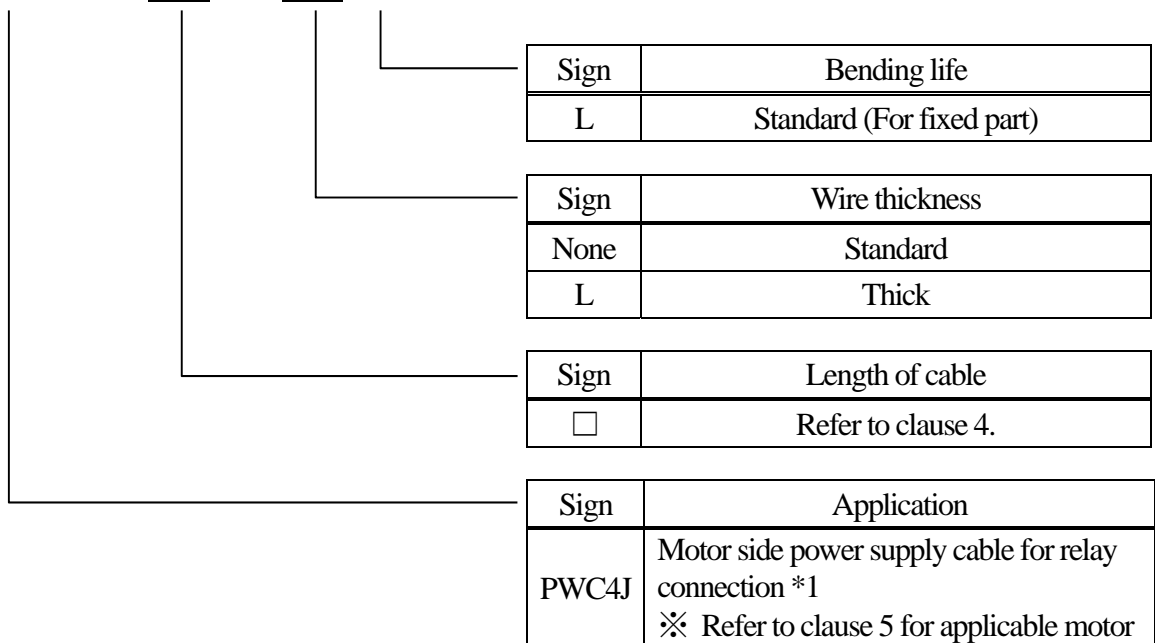 Sign Bending life
L Standard (For fixed part)
Sign Wire thickness
None Standard
L Thick
Sign Length of cable
□ Refer to clause 4.
Sign Application
PWC4J Motor side power supply cable for relay
connection *1
※ Refer to clause 5 for applicable motor